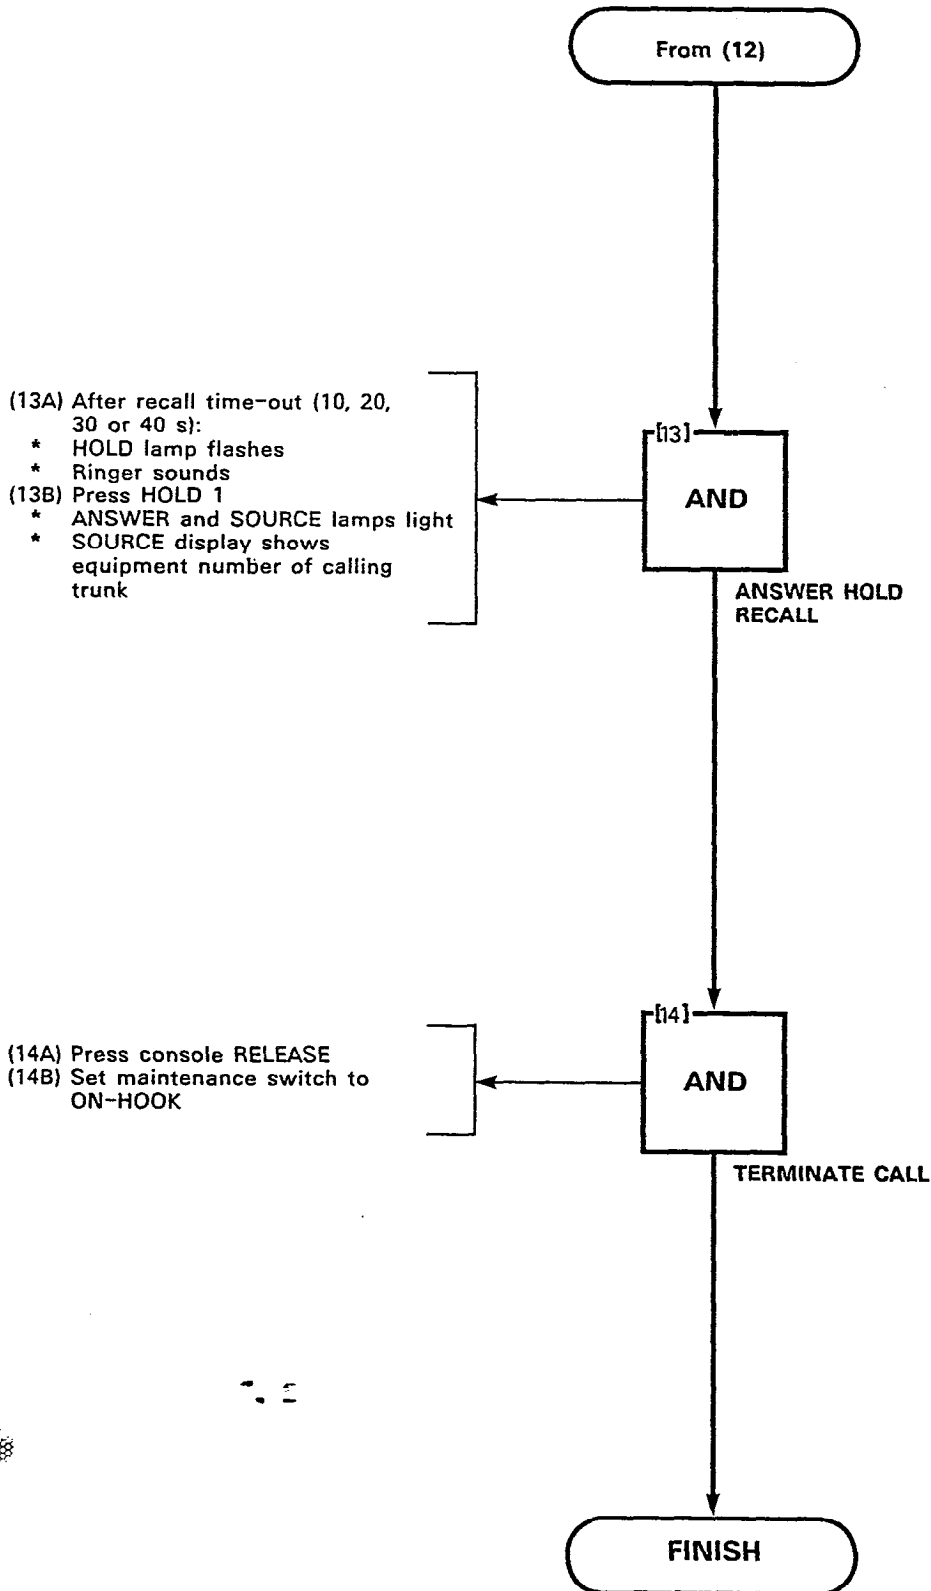 From (12)
(13A) After recall time-out (10, 20,
30 or 40 s):
* HOLD lamp flashes
* Ringer sounds
(13B) Press HOLD 1
* ANSWER and SOURCE lamps light
* SOURCE display shows
equipment number of calling
trunk
[13]
AND
ANSWER HOLD
RECALL
(14A) Press console RELEASE
(14B) Set maintenance switch to
ON-HOOK
[14]
AND
TERMINATE CALL
FINISH